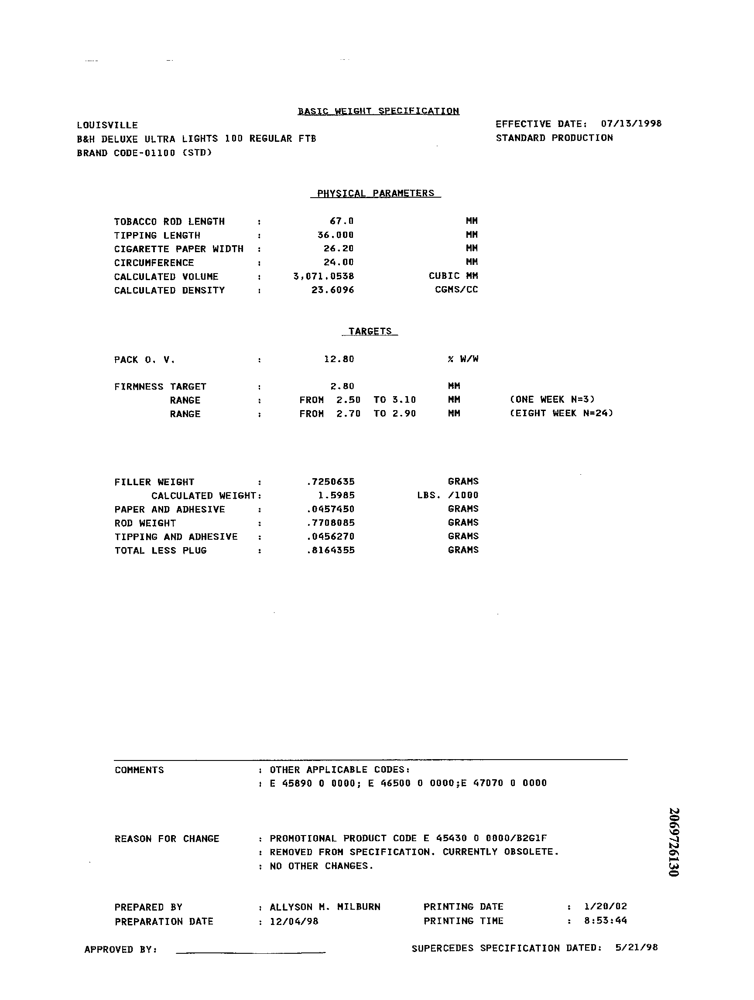 BASIC WEIGHT SPECIFICATION
LOUISVILLE EFFECTIVE DATE: 07/13/1998
B&H DELUXE ULTRA LIGHTS 100 REGULAR FTB STANDARD PRODUCTION
BRAND CODE-01100 (STD)
PHYSICAL PARAMETERS
TOBACCO ROD LENGTH : 67.0 MM
TIPPING LENGTH : 36.000 MM
CIGARETTE PAPER WIDTH : 26.20 MM
CIRCUMFERENCE : 24.00 MM
CALCULATED VOLUME : 3,071.0538 CUBIC MM
CALCULATED DENSITY : 23.6096 CGMS/CC
TARGETS
PACK O. V. : 12.80 % W/W
FIRMNESS TARGET : 2.80 MM
RANGE : FROM 2.50 TO 3.10 MM (ONE WEEK N=3)
RANGE : FROM 2.70 TO 2.90 MM (EIGHT WEEK N=24)
FILLER WEIGHT : .7250635 GRAMS
CALCULATED WEIGHT: 1.5985 LBS. /1000
PAPER AND ADHESIVE : .0457450 GRAMS
ROD WEIGHT : .7708085 GRAMS
TIPPING AND ADHESIVE : .0456270 GRAMS
TOTAL LESS PLUG : .8164355 GRAMS
COMMENTS : OTHER APPLICABLE CODES:
: E 45890 0 0000; E 46500 0 0000;E 47070 0 0000
REASON FOR CHANGE : PROMOTIONAL PRODUCT CODE E 45430 0 0000/B2G1F
: REMOVED FROM SPECIFICATION. CURRENTLY OBSOLETE.
: NO OTHER CHANGES.
2069726130
PREPARED BY : ALLYSON M. MILBURN PRINTING DATE : 1/20/02
PREPARATION DATE : 12/04/98 PRINTING TIME : 8:53:44
APPROVED BY: SUPERCEDES SPECIFICATION DATED: 5/21/98